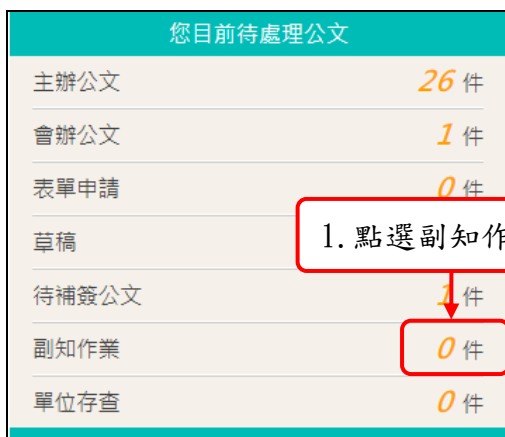 您目前待處理公文
主辦公文 26 件
會辦公文 1 件
表單申請 0 件
草稿
1. 點選副知作
待補簽公文 1 件
副知作業 0 件
單位存查 0 件